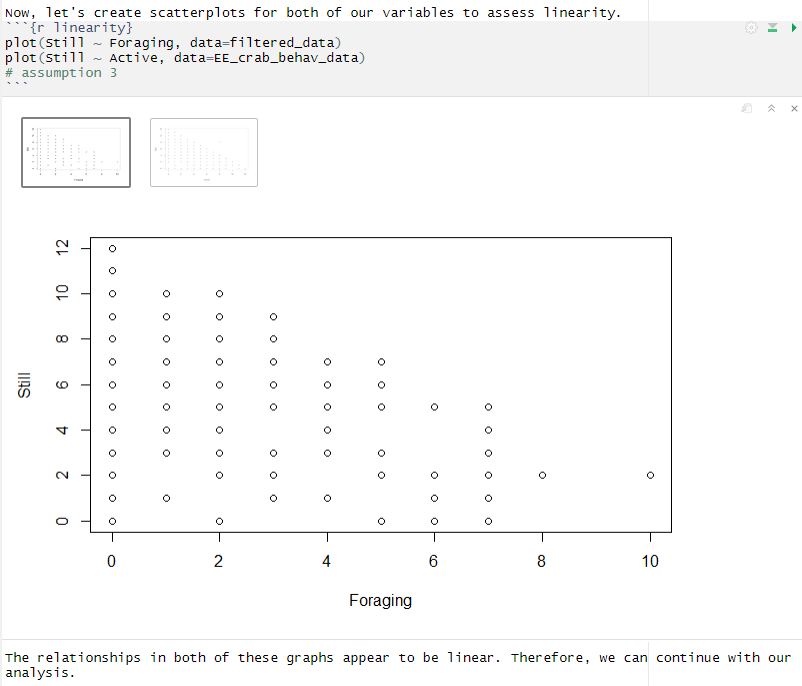 Now, let's create scatterplots for both of our variables to assess linearity.
```{r linearity}
plot(Still ~ Foraging, data=filtered_data)
plot(Still ~ Active, data=EE_crab_behav_data)
# assumption 3
```
12
10
8
6
4
2
0
Still
0 2 4 6 8 10
Foraging
The relationships in both of these graphs appear to be linear. Therefore, we can continue with our
analysis.